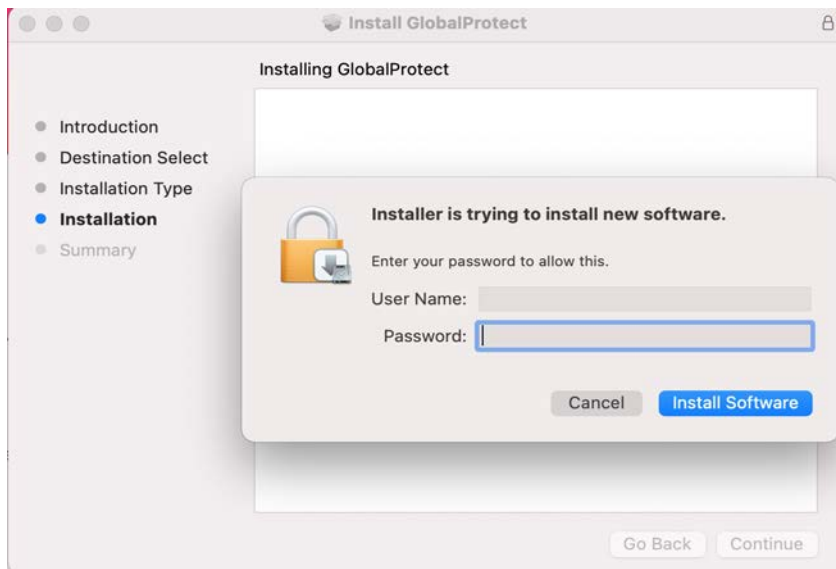 Install GlobalProtect
Installing GlobalProtect
Introduction
Destination Select
Installation Type
Installation
Summary
Installer is trying to install new software.
Enter your password to allow this.
User Name:
Password:
Cancel
Install Software
Go Back
Continue